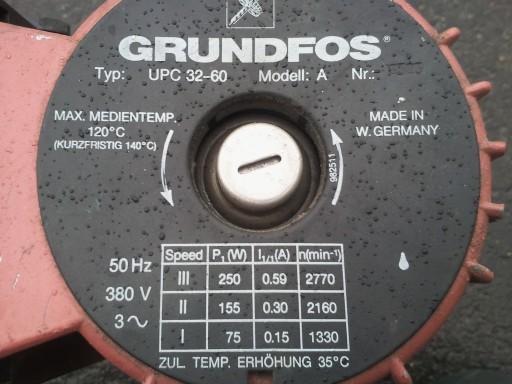 GRUNDFOS®
Typ: UPC 32-60 Modell: A Nr.:
MAX. MEDIENTEMP.
120°C
(KURZFRISTIG 140°C)
MADE IN
W. GERMANY
982511
50 Hz
380 V
3~
Speed P₁ (W) I₁/₁(A) n(min⁻¹)
III 250 0.59 2770
II 155 0.30 2160
I 75 0.15 1330
ZUL. TEMP. ERHÖHUNG 35°C